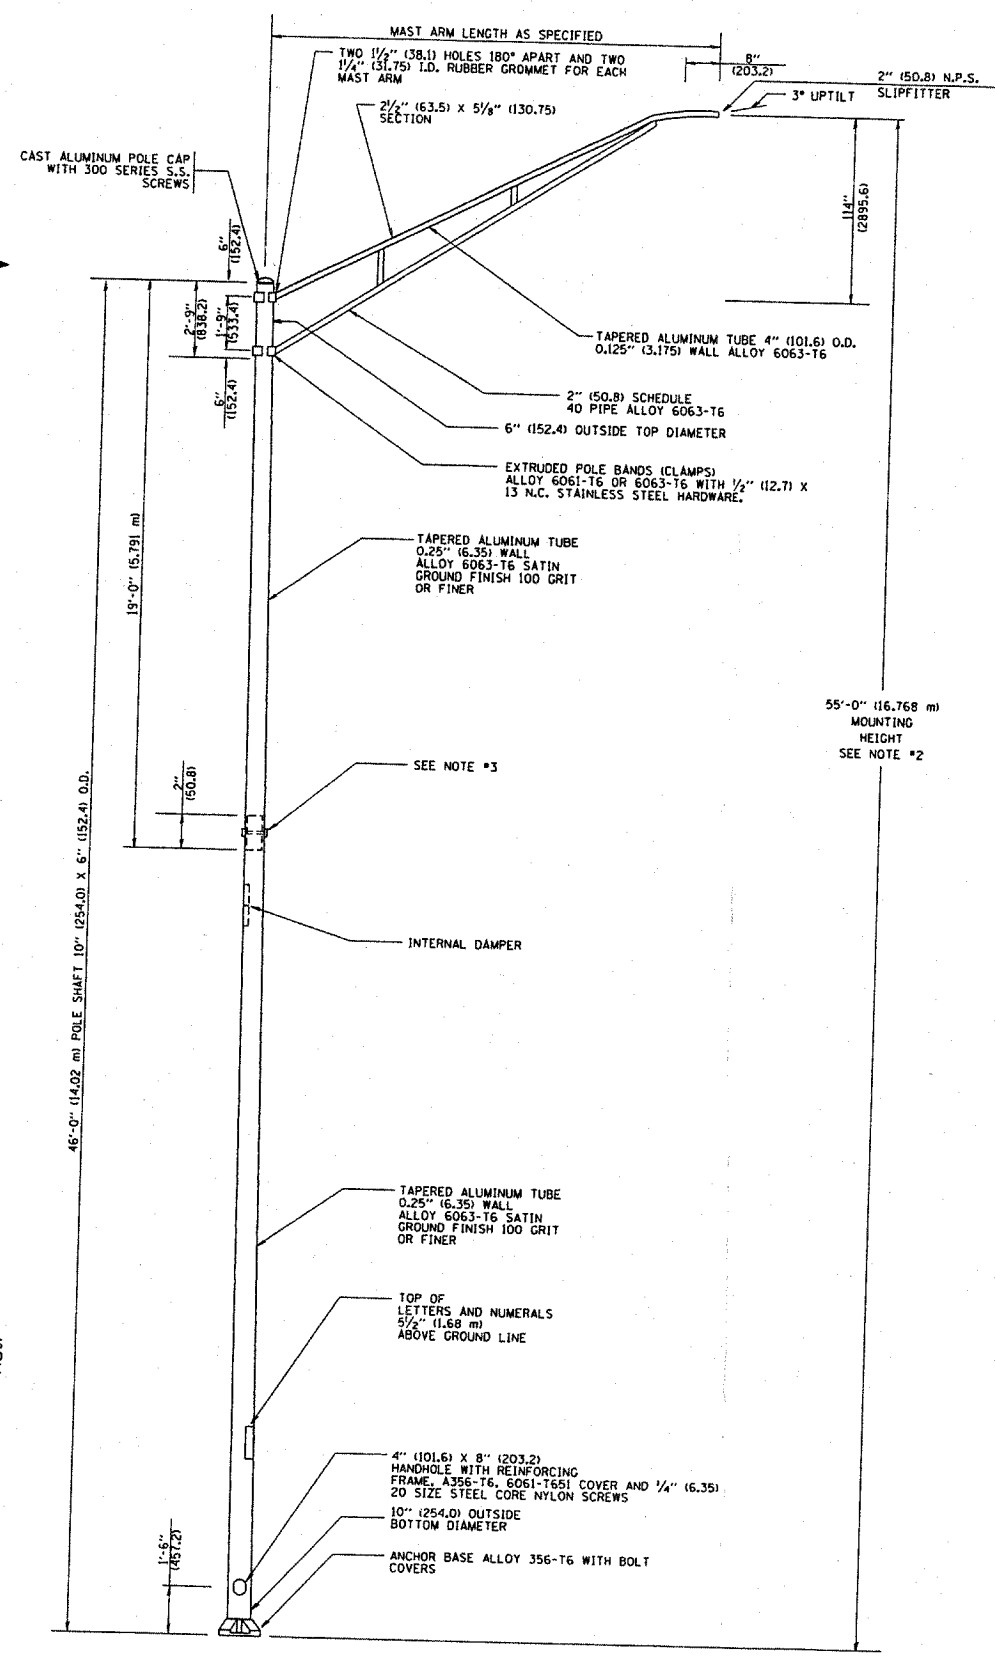 MAST ARM LENGTH AS SPECIFIED
TWO 1½" (38.1) HOLES 180° APART AND TWO
1¼" (31.75) I.D. RUBBER GROMMET FOR EACH
MAST ARM
8"
(203.2)
2" (50.8) N.P.S.
SLIPFITTER
3° UPTILT
2½" (63.5) X 5⅛" (130.75)
SECTION
CAST ALUMINUM POLE CAP
WITH 300 SERIES S.S.
SCREWS
6"
(152.4)
114"
(2895.6)
2'-9"
(838.2)
1'-9"
(533.4)
6"
(152.4)
TAPERED ALUMINUM TUBE 4" (101.6) O.D.
0.125" (3.175) WALL ALLOY 6063-T6
2" (50.8) SCHEDULE
40 PIPE ALLOY 6063-T6
6" (152.4) OUTSIDE TOP DIAMETER
EXTRUDED POLE BANDS (CLAMPS)
ALLOY 6061-T6 OR 6063-T6 WITH ½" (12.7) X
13 N.C. STAINLESS STEEL HARDWARE.
TAPERED ALUMINUM TUBE
0.25" (6.35) WALL
ALLOY 6063-T6 SATIN
GROUND FINISH 100 GRIT
OR FINER
19'-0" (5.791 m)
55'-0" (16.768 m)
MOUNTING
HEIGHT
SEE NOTE #2
SEE NOTE #3
2"
(50.8)
46'-0" (14.02 m) POLE SHAFT 10" (254.0) X 6" (152.4) O.D.
INTERNAL DAMPER
TAPERED ALUMINUM TUBE
0.25" (6.35) WALL
ALLOY 6063-T6 SATIN
GROUND FINISH 100 GRIT
OR FINER
TOP OF
LETTERS AND NUMERALS
5½" (1.68 m)
ABOVE GROUND LINE
4" (101.6) X 8" (203.2)
HANDHOLE WITH REINFORCING
FRAME, A356-T6, 6061-T651 COVER AND ¼" (6.35)
20 SIZE STEEL CORE NYLON SCREWS
10" (254.0) OUTSIDE
BOTTOM DIAMETER
1'-6"
(457.2)
ANCHOR BASE ALLOY 356-T6 WITH BOLT
COVERS